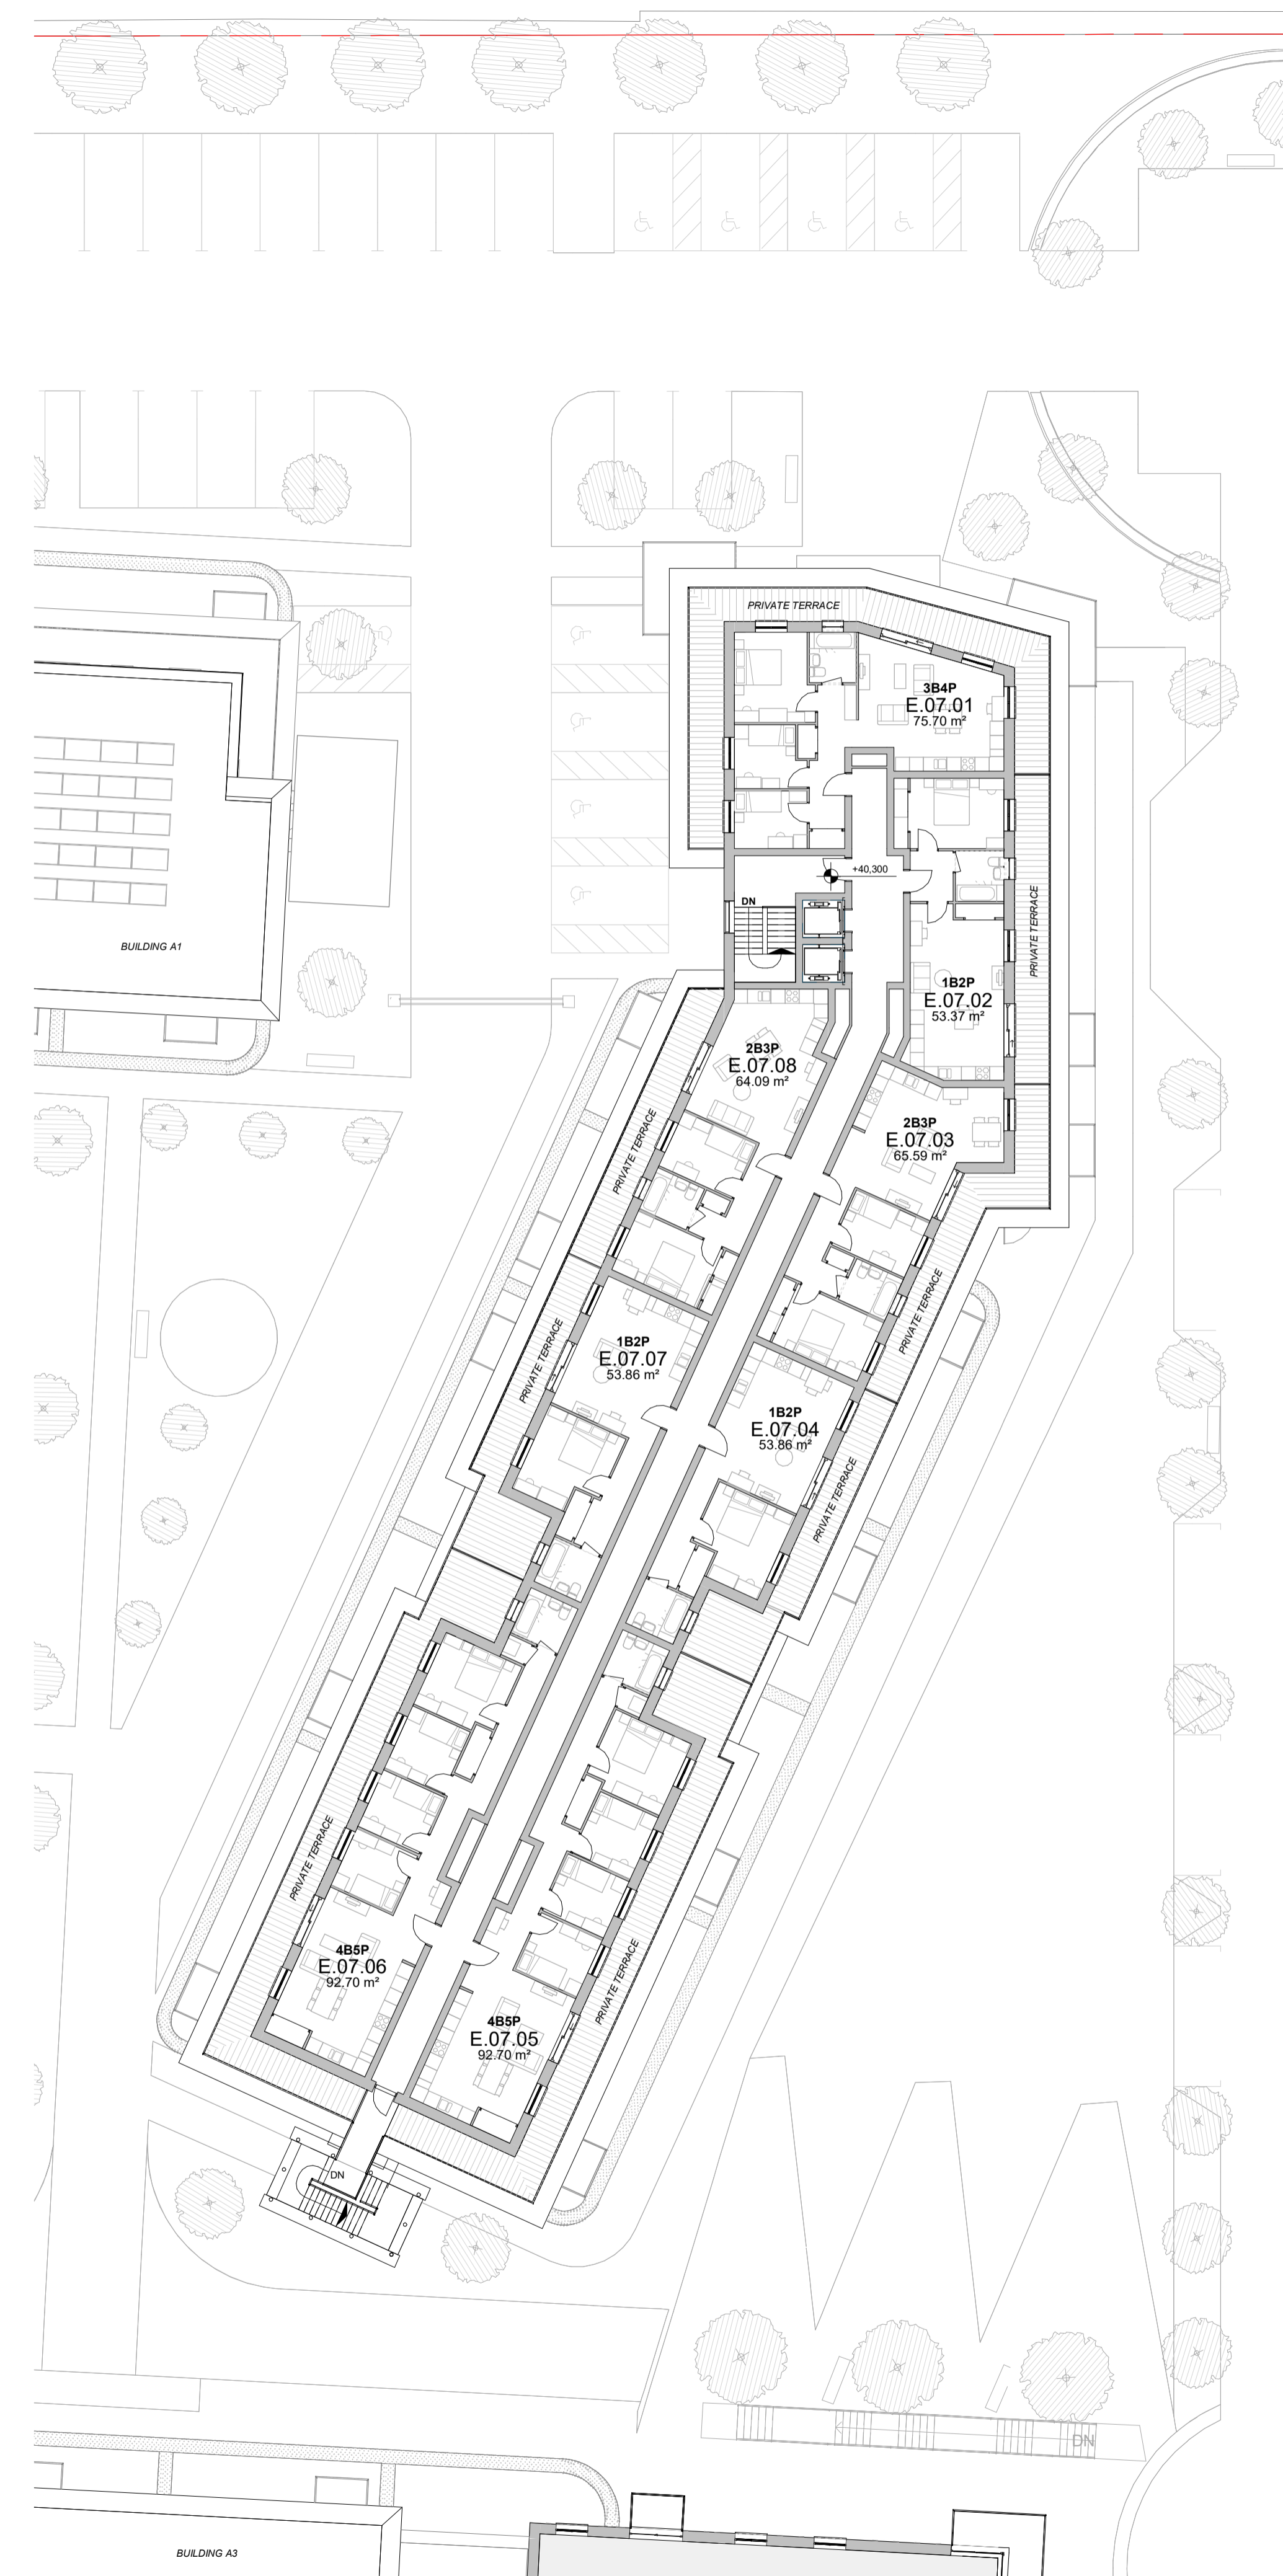 PRIVATE TERRACE
3B4P
E.07.01
75.70 m²
+40,300
DN
PRIVATE TERRACE
BUILDING A1
1B2P
E.07.02
53.37 m²
2B3P
E.07.08
64.09 m²
2B3P
E.07.03
65.59 m²
PRIVATE TERRACE
PRIVATE TERRACE
1B2P
E.07.07
53.86 m²
PRIVATE TERRACE
1B2P
E.07.04
53.86 m²
PRIVATE TERRACE
PRIVATE TERRACE
4B5P
E.07.06
92.70 m²
PRIVATE TERRACE
4B5P
E.07.05
92.70 m²
DN
DN
BUILDING A3